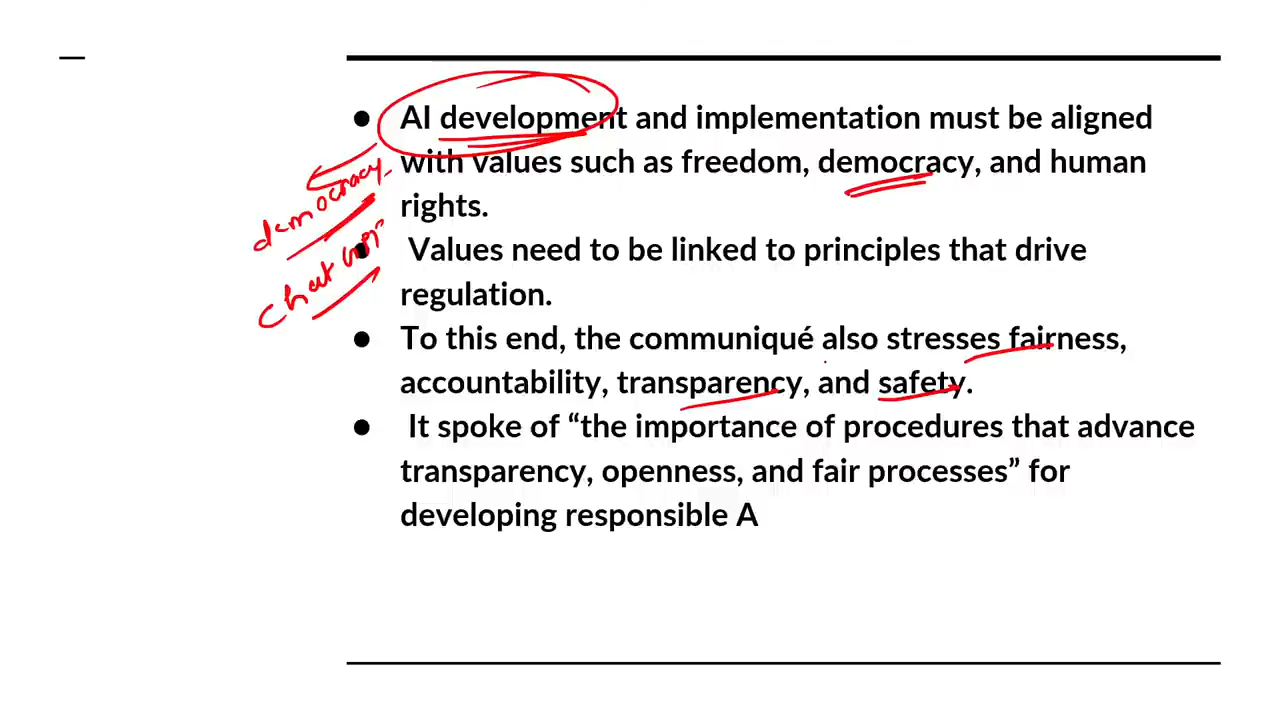 ● AI development and implementation must be aligned
with values such as freedom, democracy, and human
rights.
● Values need to be linked to principles that drive
regulation.
● To this end, the communiqué also stresses fairness,
accountability, transparency, and safety.
● It spoke of “the importance of procedures that advance
transparency, openness, and fair processes” for
developing responsible A
democracy
Chat